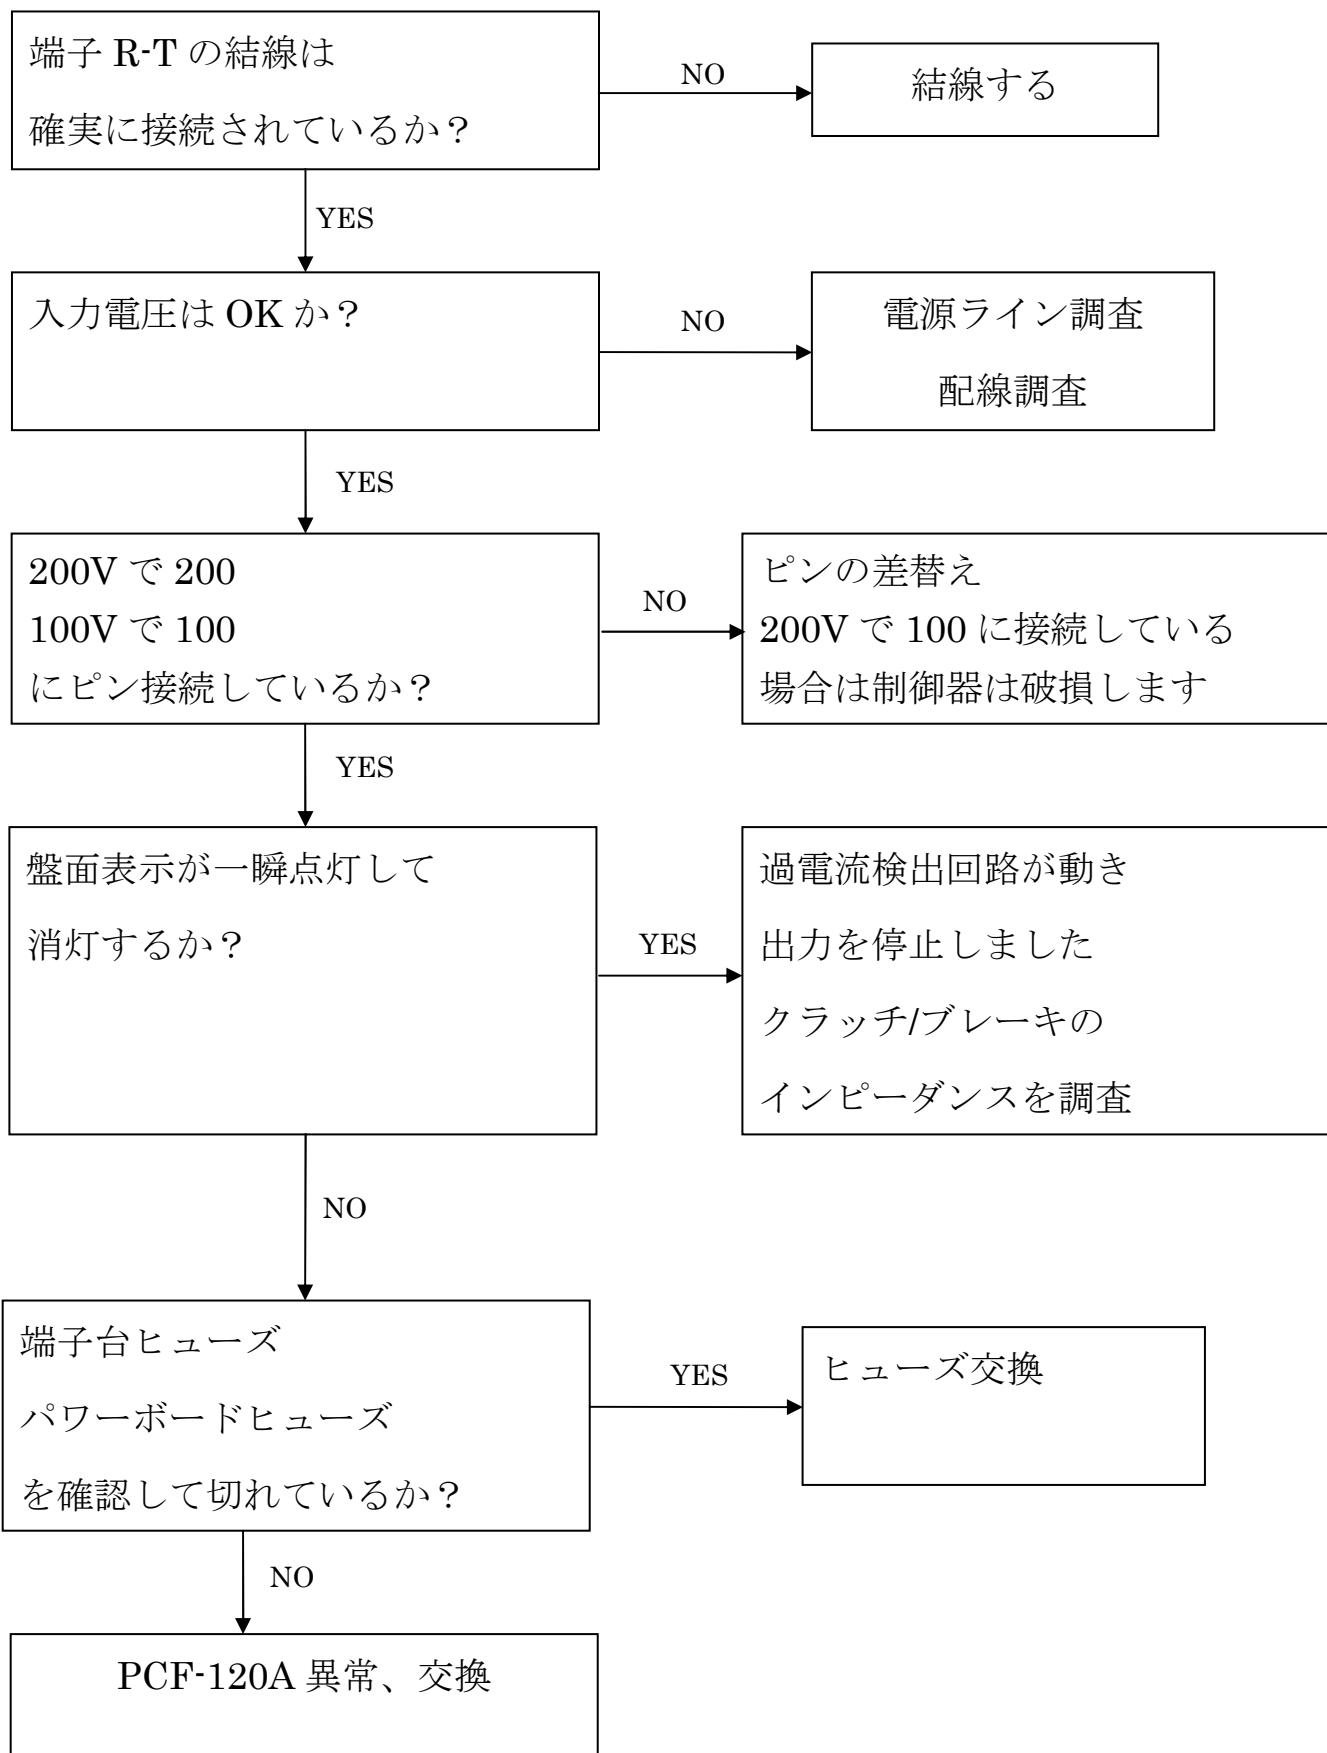 端子 R-T の結線は
確実に接続されているか？
NO
結線する
YES
入力電圧は OK か？
NO
電源ライン調査
配線調査
YES
200V で 200
100V で 100
にピン接続しているか？
NO
ピンの差替え
200V で 100 に接続している
場合は制御器は破損します
YES
盤面表示が一瞬点灯して
消灯するか？
YES
過電流検出回路が動き
出力を停止しました
クラッチ/ブレーキの
インピーダンスを調査
NO
端子台ヒューズ
パワーボードヒューズ
を確認して切れているか？
YES
ヒューズ交換
NO
PCF-120A 異常、交換